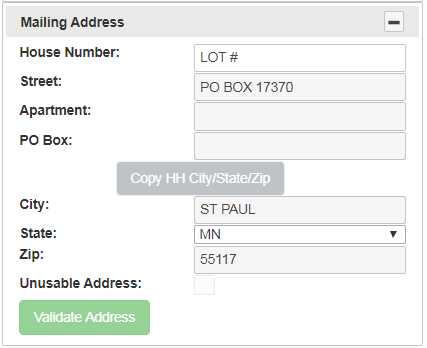 Mailing Address
House Number: LOT #
Street: PO BOX 17370
Apartment:
PO Box:
Copy HH City/State/Zip
City: ST PAUL
State: MN
Zip: 55117
Unusable Address:
Validate Address